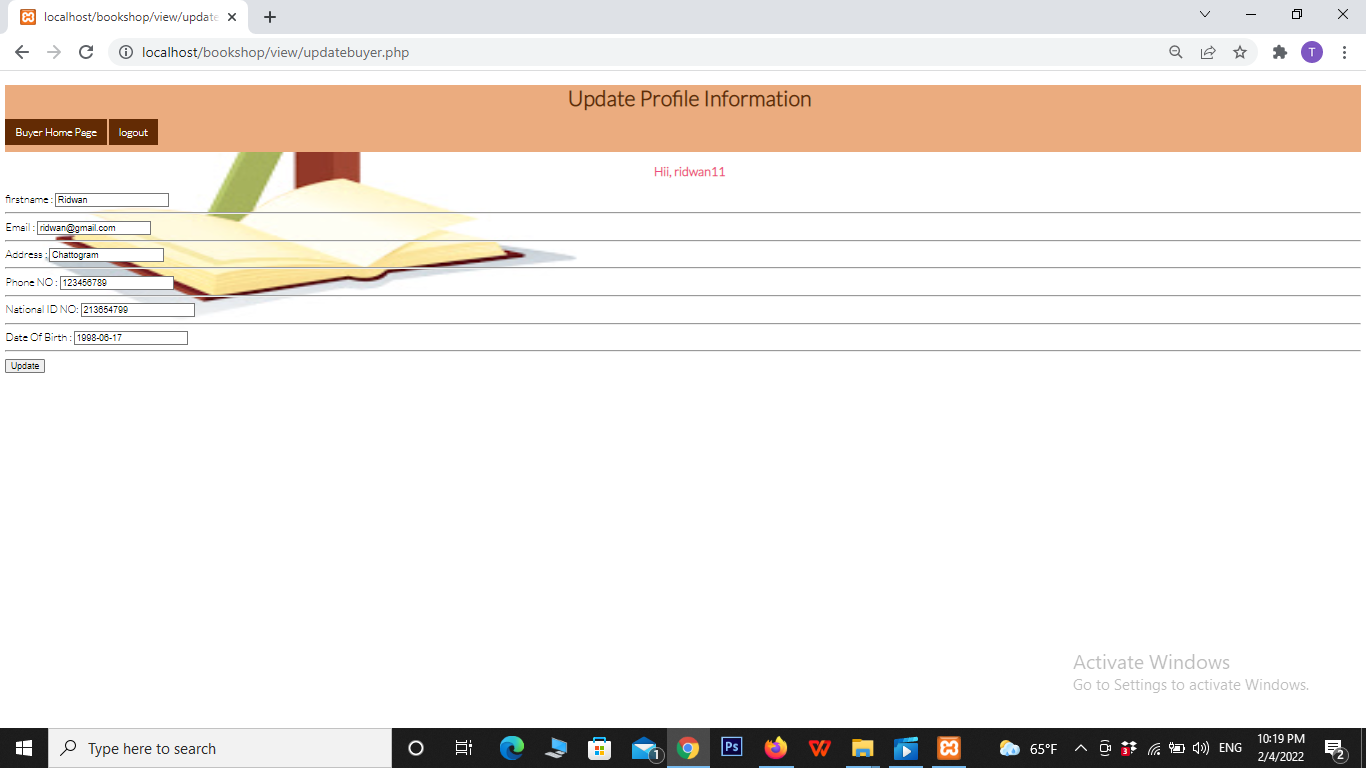 localhost/bookshop/view/update
localhost/bookshop/view/updatebuyer.php
T
Update Profile Information
Buyer Home Page logout
Hii, ridwan11
firstname : Ridwan
Email : ridwan@gmail.com
Address : Chattogram
Phone NO : 123456789
National ID NO: 213654799
Date Of Birth : 1998-06-17
Update
Activate Windows
Go to Settings to activate Windows.
Type here to search
1
Ps
65°F
3
ENG
10:19 PM
2/4/2022
2